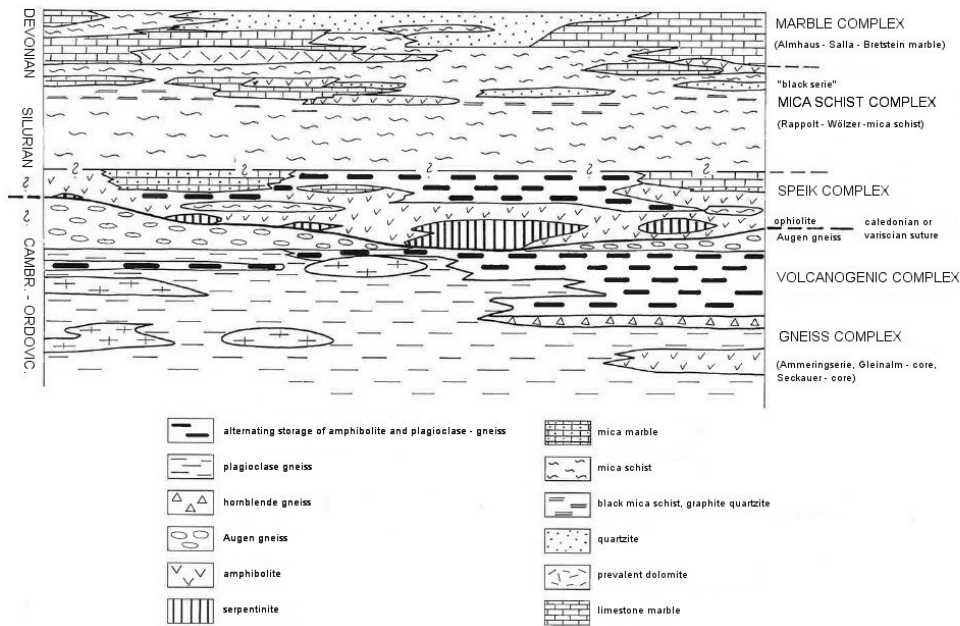 DEVONIAN
SILURIAN
CAMBR. - ORDOVIC.
MARBLE COMPLEX
(Almhaus - Salla - Bretstein marble)
"black serie"
MICA SCHIST COMPLEX
(Rappolt - Wölzer -mica schist)
SPEIK COMPLEX
ophiolite
Augen gneiss
caledonian or
variscian suture
VOLCANOGENIC COMPLEX
GNEISS COMPLEX
(Ammeringserie, Gleinalm - core,
Seckauer - core)
alternating storage of amphibolite and plagioclase - gneiss
plagioclase gneiss
hornblende gneiss
Augen gneiss
amphibolite
serpentinite
mica marble
mica schist
black mica schist, graphite quartzite
quartzite
prevalent dolomite
limestone marble